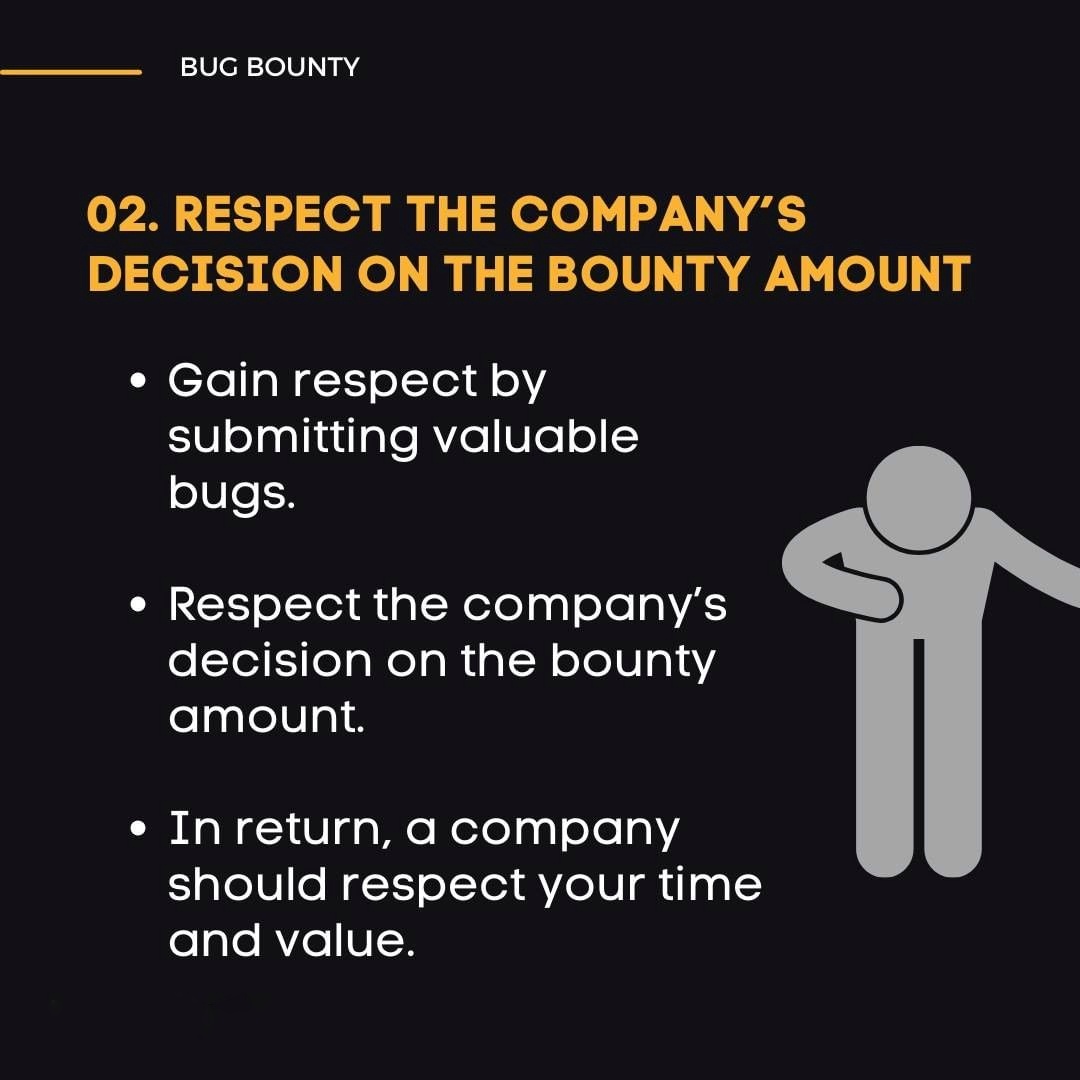 BUG BOUNTY
02. RESPECT THE COMPANY'S
DECISION ON THE BOUNTY AMOUNT
• Gain respect by
submitting valuable
bugs.
• Respect the company's
decision on the bounty
amount.
• In return, a company
should respect your time
and value.